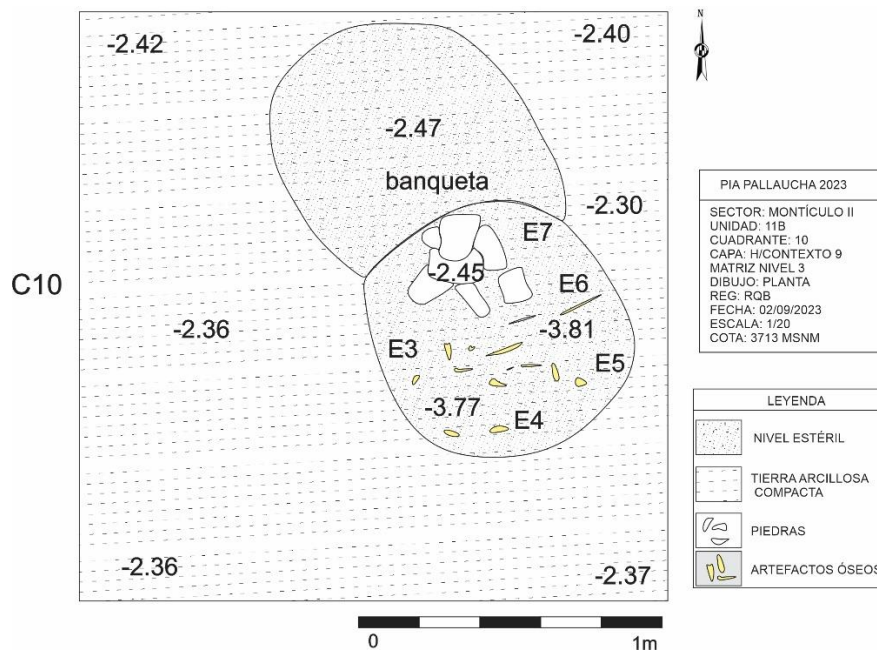 -2.42
-2.40
N
-2.47
banqueta
-2.30
E7
-2.45
E6
C10
-2.36
-3.81
E3
E5
-3.77
E4
-2.36
-2.37
0
1m
PIA PALLAUCHA 2023
SECTOR: MONTÍCULO II
UNIDAD: 11B
CUADRANTE: 10
CAPA: H/CONTEXTO 9
MATRIZ NIVEL 3
DIBUJO: PLANTA
REG: RQB
FECHA: 02/09/2023
ESCALA: 1/20
COTA: 3713 MSNM
LEYENDA
NIVEL ESTÉRIL
TIERRA ARCILLOSA
COMPACTA
PIEDRAS
ARTEFACTOS ÓSEOS